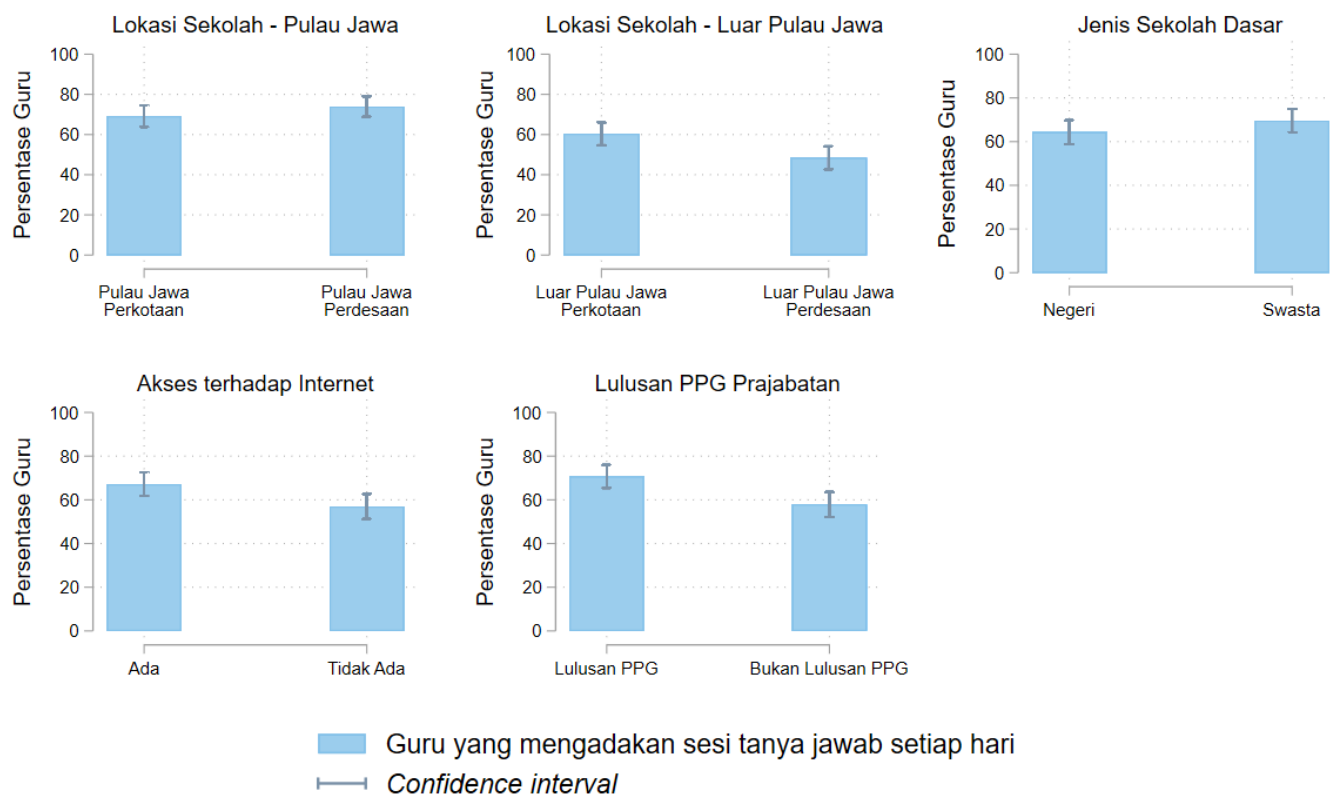 Lokasi Sekolah - Pulau Jawa
Persentase Guru
100
80
60
40
20
0
Pulau Jawa
Perkotaan
Pulau Jawa
Perdesaan
Lokasi Sekolah - Luar Pulau Jawa
Persentase Guru
100
80
60
40
20
0
Luar Pulau Jawa
Perkotaan
Luar Pulau Jawa
Perdesaan
Jenis Sekolah Dasar
Persentase Guru
100
80
60
40
20
0
Negeri
Swasta
Akses terhadap Internet
Persentase Guru
100
80
60
40
20
0
Ada
Tidak Ada
Lulusan PPG Prajabatan
Persentase Guru
100
80
60
40
20
0
Lulusan PPG
Bukan Lulusan PPG
Guru yang mengadakan sesi tanya jawab setiap hari
Confidence interval